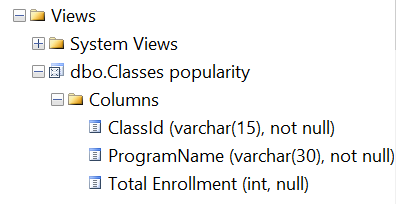 Views
System Views
dbo.Classes popularity
Columns
ClassId (varchar(15), not null)
ProgramName (varchar(30), not null)
Total Enrollment (int, null)